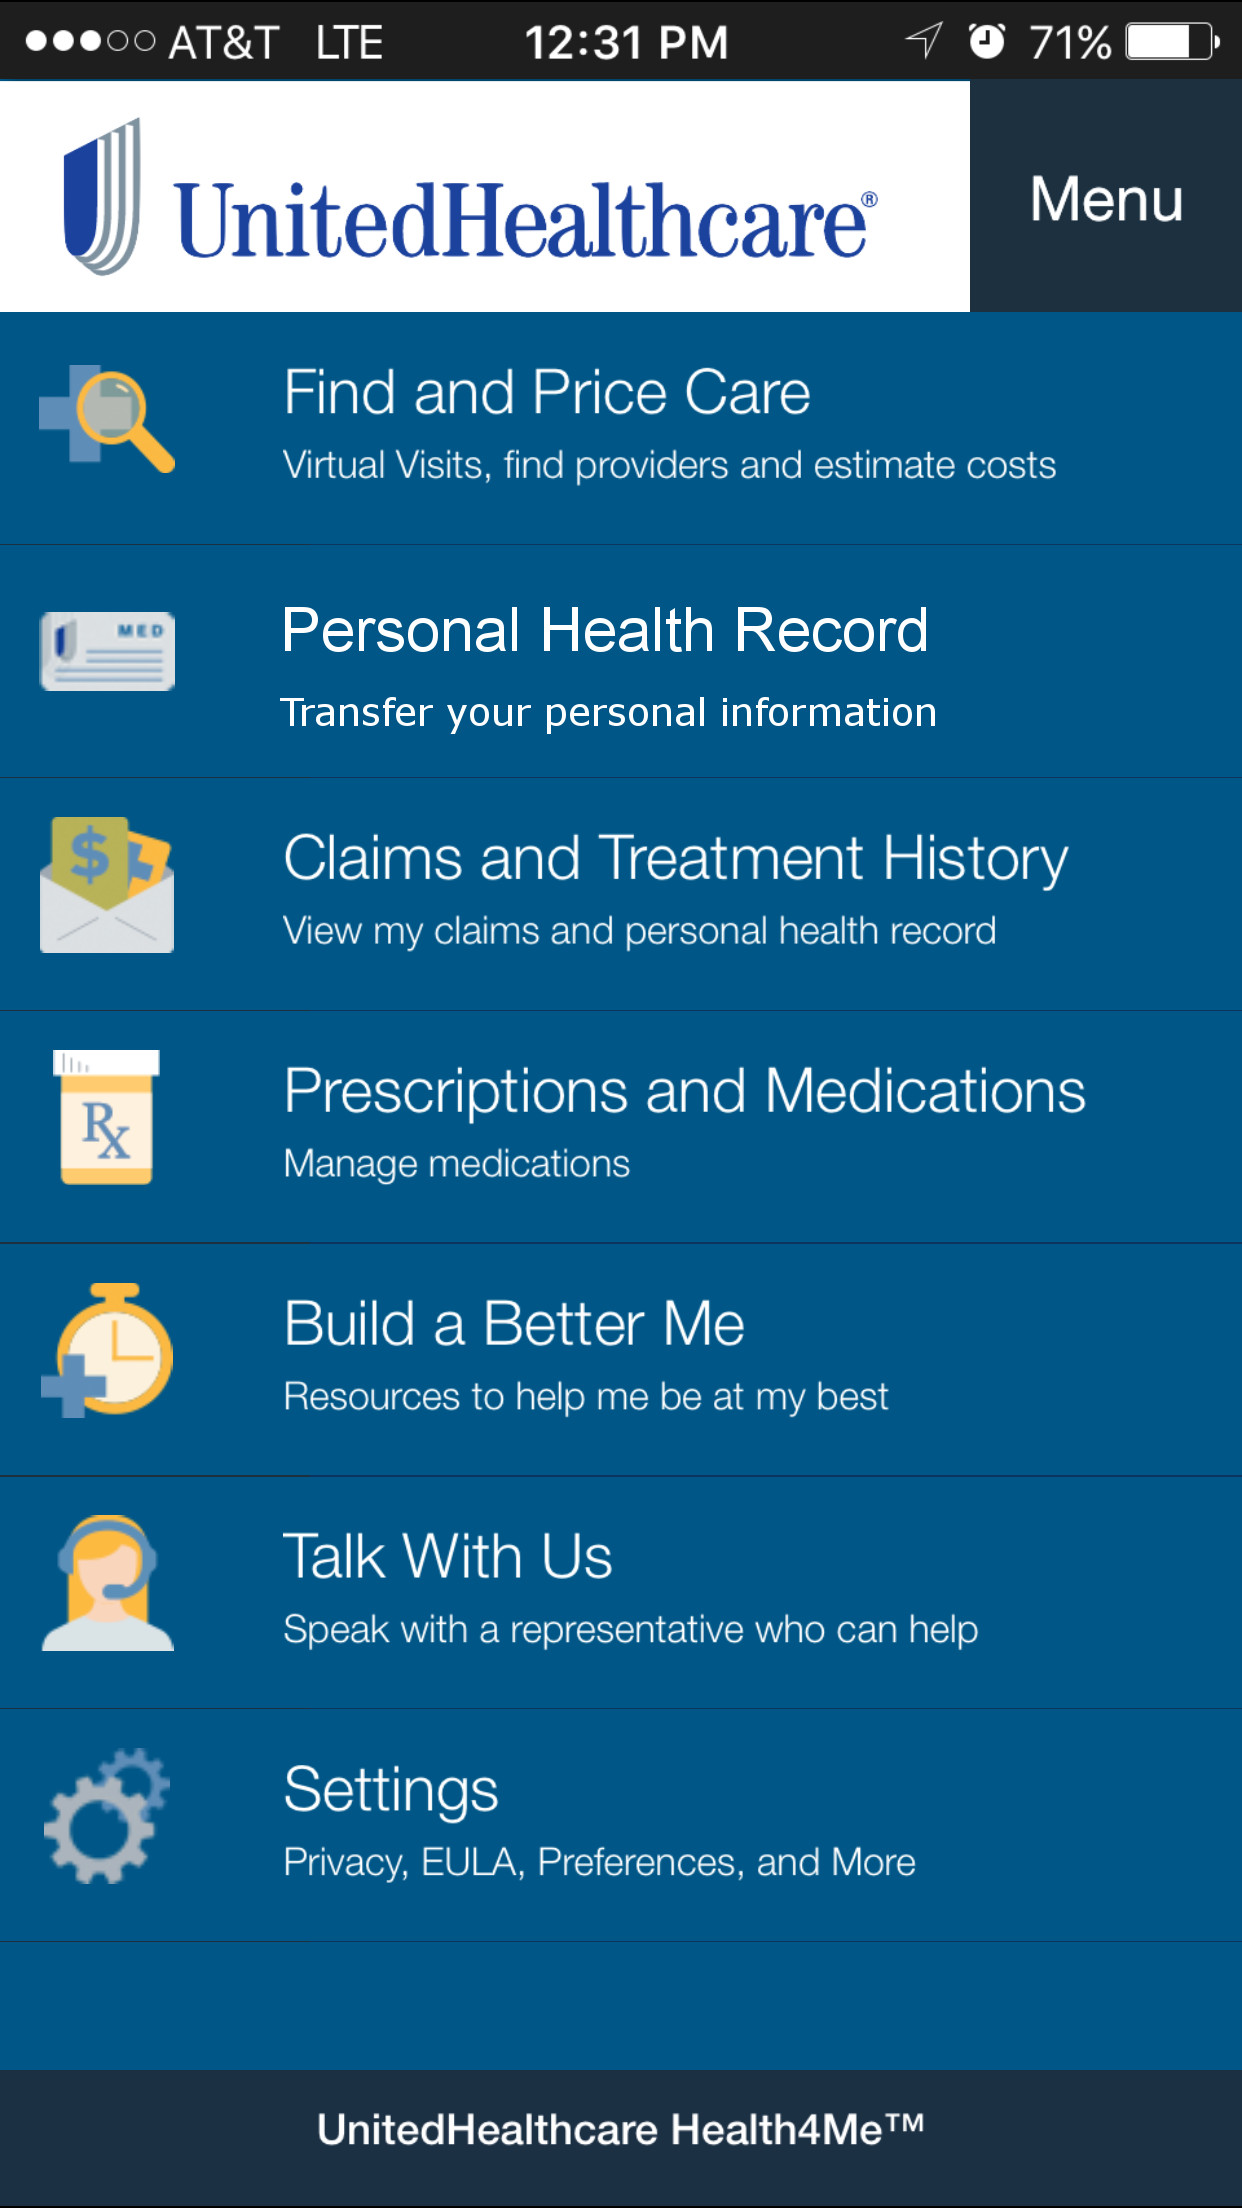 AT&T LTE 12:31 PM 71%
UnitedHealthcare®
Menu
Find and Price Care
Virtual Visits, find providers and estimate costs
MED
Personal Health Record
Transfer your personal information
$
Claims and Treatment History
View my claims and personal health record
Rx
Prescriptions and Medications
Manage medications
Build a Better Me
Resources to help me be at my best
Talk With Us
Speak with a representative who can help
Settings
Privacy, EULA, Preferences, and More
UnitedHealthcare Health4Me™